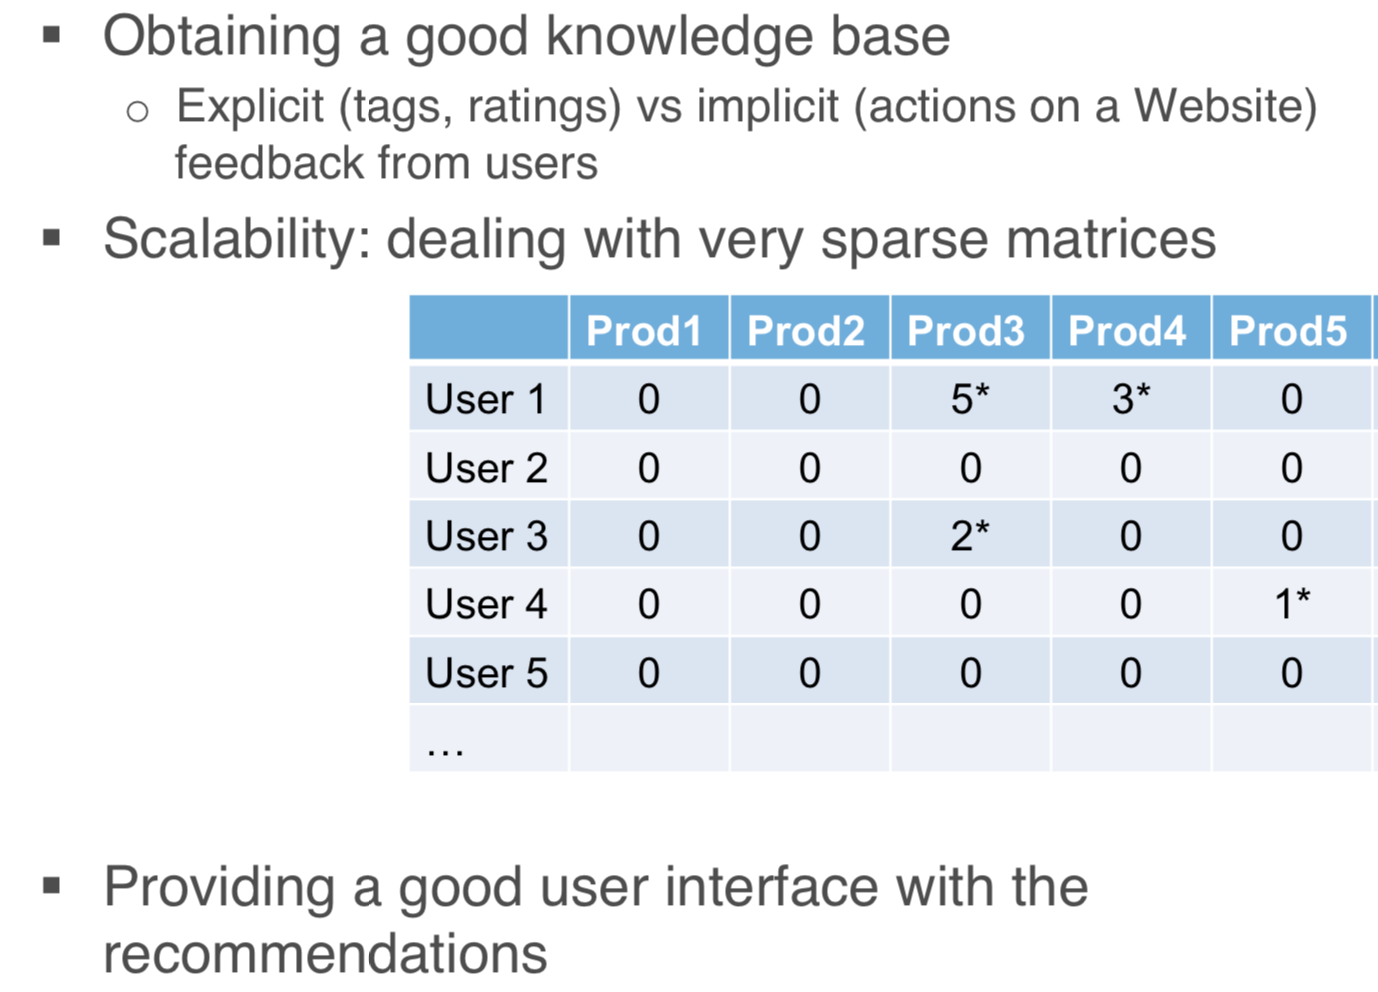 ▪ Obtaining a good knowledge base
○ Explicit (tags, ratings) vs implicit (actions on a Website)
feedback from users
▪ Scalability: dealing with very sparse matrices
Prod1 Prod2 Prod3 Prod4 Prod5
User 1 0 0 5* 3* 0
User 2 0 0 0 0 0
User 3 0 0 2* 0 0
User 4 0 0 0 0 1*
User 5 0 0 0 0 0
...
▪ Providing a good user interface with the
recommendations